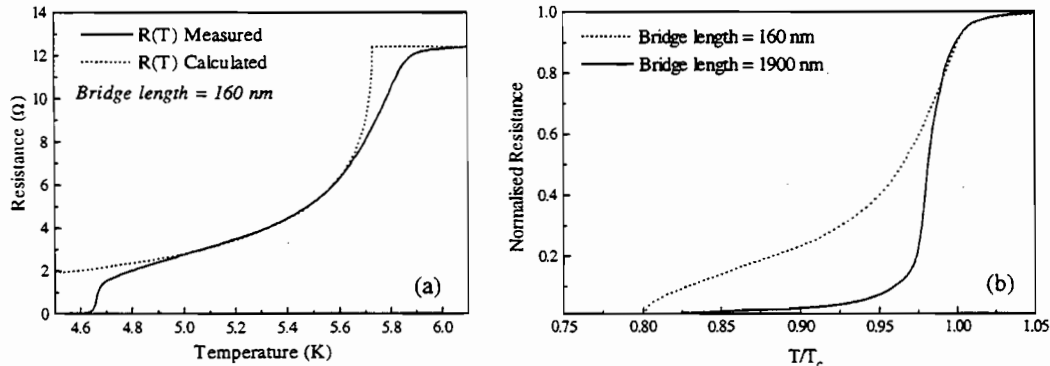 14
12
10
8
6
4
2
0
R(T) Measured
R(T) Calculated
Bridge length = 160 nm
Resistance (Ω)
(a)
4.6 4.8 5.0 5.2 5.4 5.6 5.8 6.0
Temperature (K)
1.0
0.8
0.6
0.4
0.2
Bridge length = 160 nm
Bridge length = 1900 nm
Normalised Resistance
(b)
0.75 0.80 0.85 0.90 0.95 1.00 1.05
T/Tc